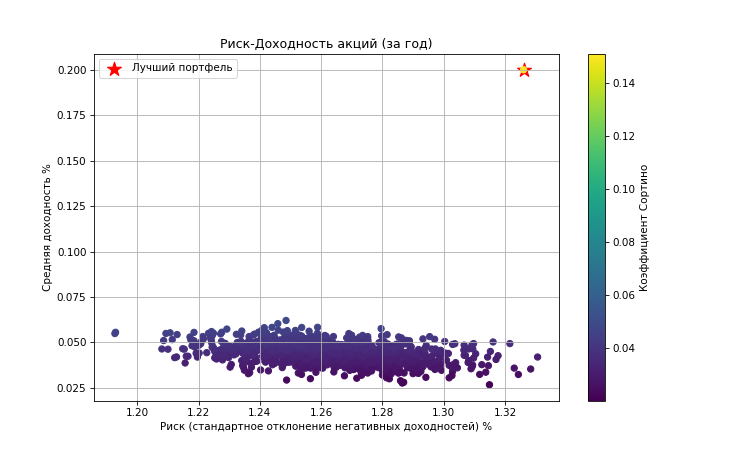 Риск-Доходность акций (за год)
Лучший портфель
0.200
0.175
0.150
0.125
0.100
0.075
0.050
0.025
Средняя доходность %
1.20 1.22 1.24 1.26 1.28 1.30 1.32
Риск (стандартное отклонение негативных доходностей) %
0.14
0.12
0.10
0.08
0.06
0.04
Коэффициент Сортино